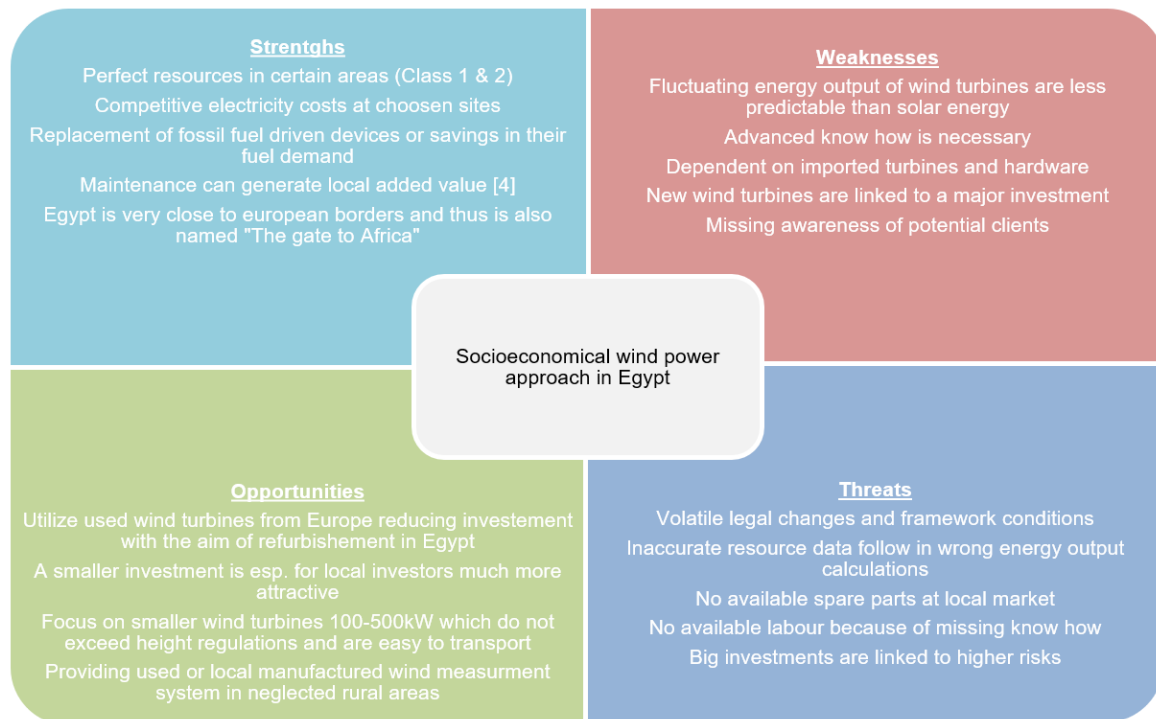 Strentghs
Perfect resources in certain areas (Class 1 & 2)
Competitive electricity costs at choosen sites
Replacement of fossil fuel driven devices or savings in their
fuel demand
Maintenance can generate local added value [4]
Egypt is very close to european borders and thus is also
named "The gate to Africa"
Weaknesses
Fluctuating energy output of wind turbines are less
predictable than solar energy
Advanced know how is necessary
Dependent on imported turbines and hardware
New wind turbines are linked to a major investment
Missing awareness of potential clients
Socioeconomical wind power
approach in Egypt
Opportunities
Utilize used wind turbines from Europe reducing investement
with the aim of refurbishement in Egypt
A smaller investment is esp. for local investors much more
attractive
Focus on smaller wind turbines 100-500kW which do not
exceed height regulations and are easy to transport
Providing used or local manufactured wind measurment
system in neglected rural areas
Threats
Volatile legal changes and framework conditions
Inaccurate resource data follow in wrong energy output
calculations
No available spare parts at local market
No available labour because of missing know how
Big investments are linked to higher risks